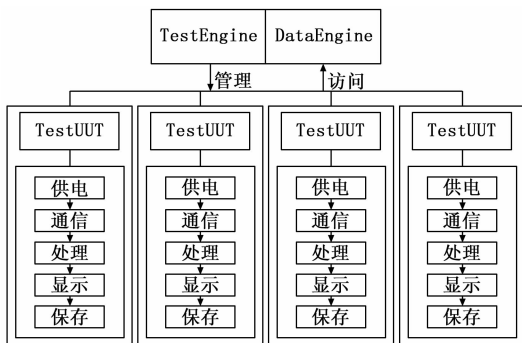 TestEngine DataEngine
管理 访问
TestUUT TestUUT TestUUT TestUUT
供电 供电 供电 供电
通信 通信 通信 通信
处理 处理 处理 处理
显示 显示 显示 显示
保存 保存 保存 保存